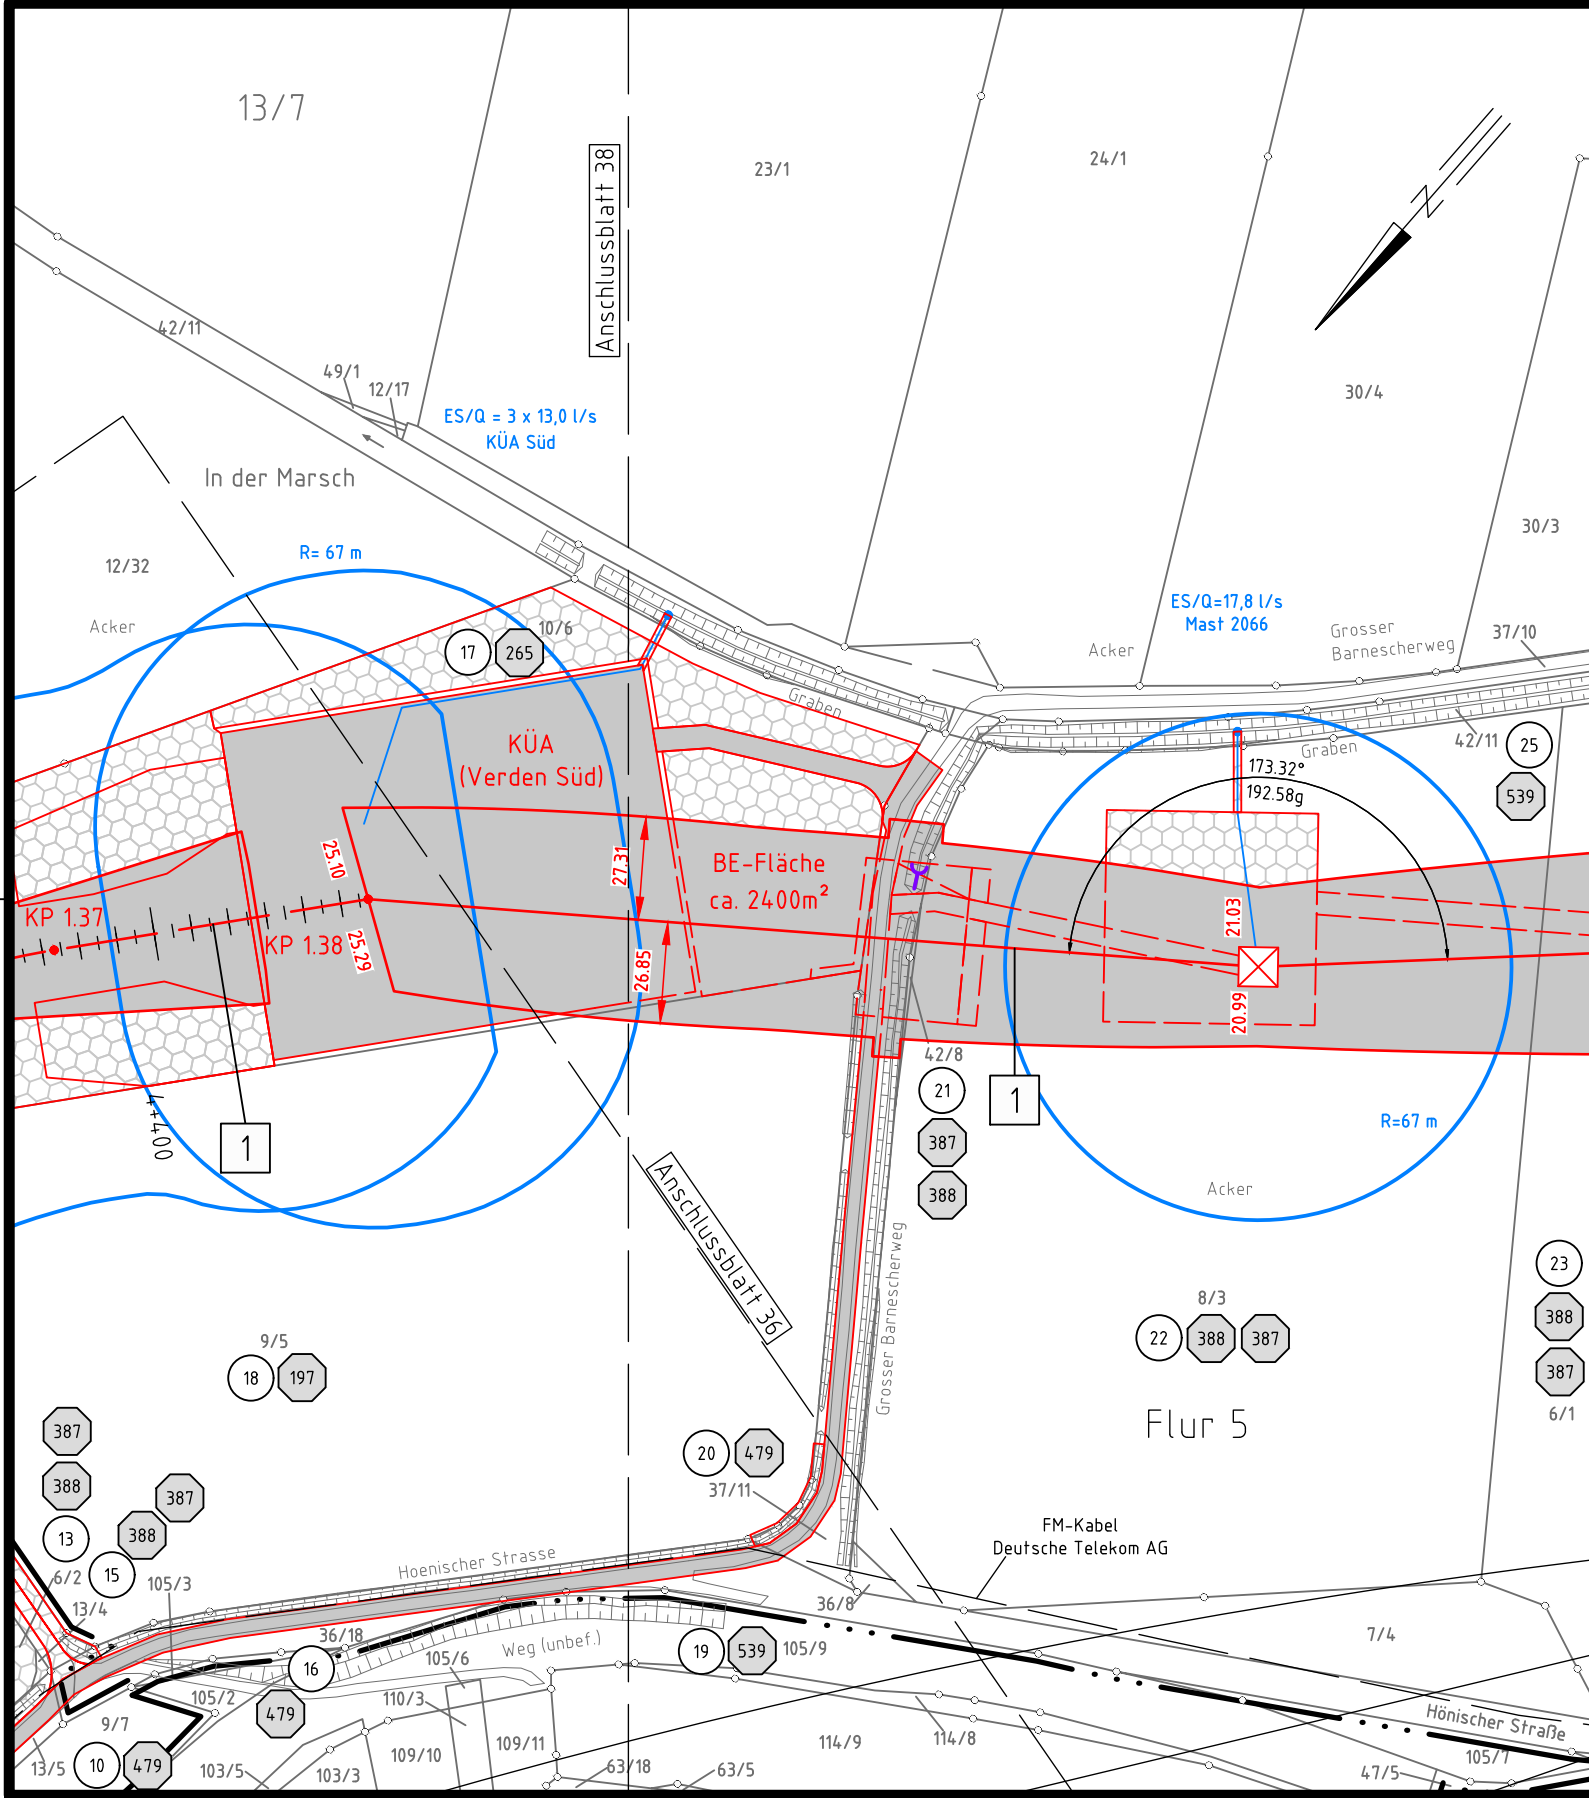 13/7
Anschlussblatt 38
23/1
24/1
N
42/11
49/1
12/17
ES/Q = 3 x 13,0 l/s
KÜA Süd
30/4
In der Marsch
30/3
12/32
R= 67 m
Acker
10/6
17
265
ES/Q=17,8 l/s
Mast 2066
Acker
Grosser
Barnescherweg
37/10
Graben
42/11
25
Graben
539
KÜA
(Verden Süd)
173.32°
192.58g
25.10
27.31
BE-Fläche
ca. 2400m²
KP 1.37
KP 1.38
25.29
26.85
21.03
20.99
42/8
21
387
388
1
1
4+400
R=67 m
Acker
Anschlussblatt 36
Grosser Barnescherweg
23
388
387
6/1
8/3
22
388
387
Flur 5
9/5
18
197
387
388
13
387
388
15
20
479
37/11
FM-Kabel
Deutsche Telekom AG
Hoenischer Strasse
6/2
105/3
13/4
36/8
36/18
16
Weg (unbef.)
19
539
105/9
7/4
105/6
105/2
479
110/3
9/7
109/10
109/11
114/9
114/8
Hönischer Straße
105/7
13/5
10
479
103/5
103/3
63/18
63/5
47/5